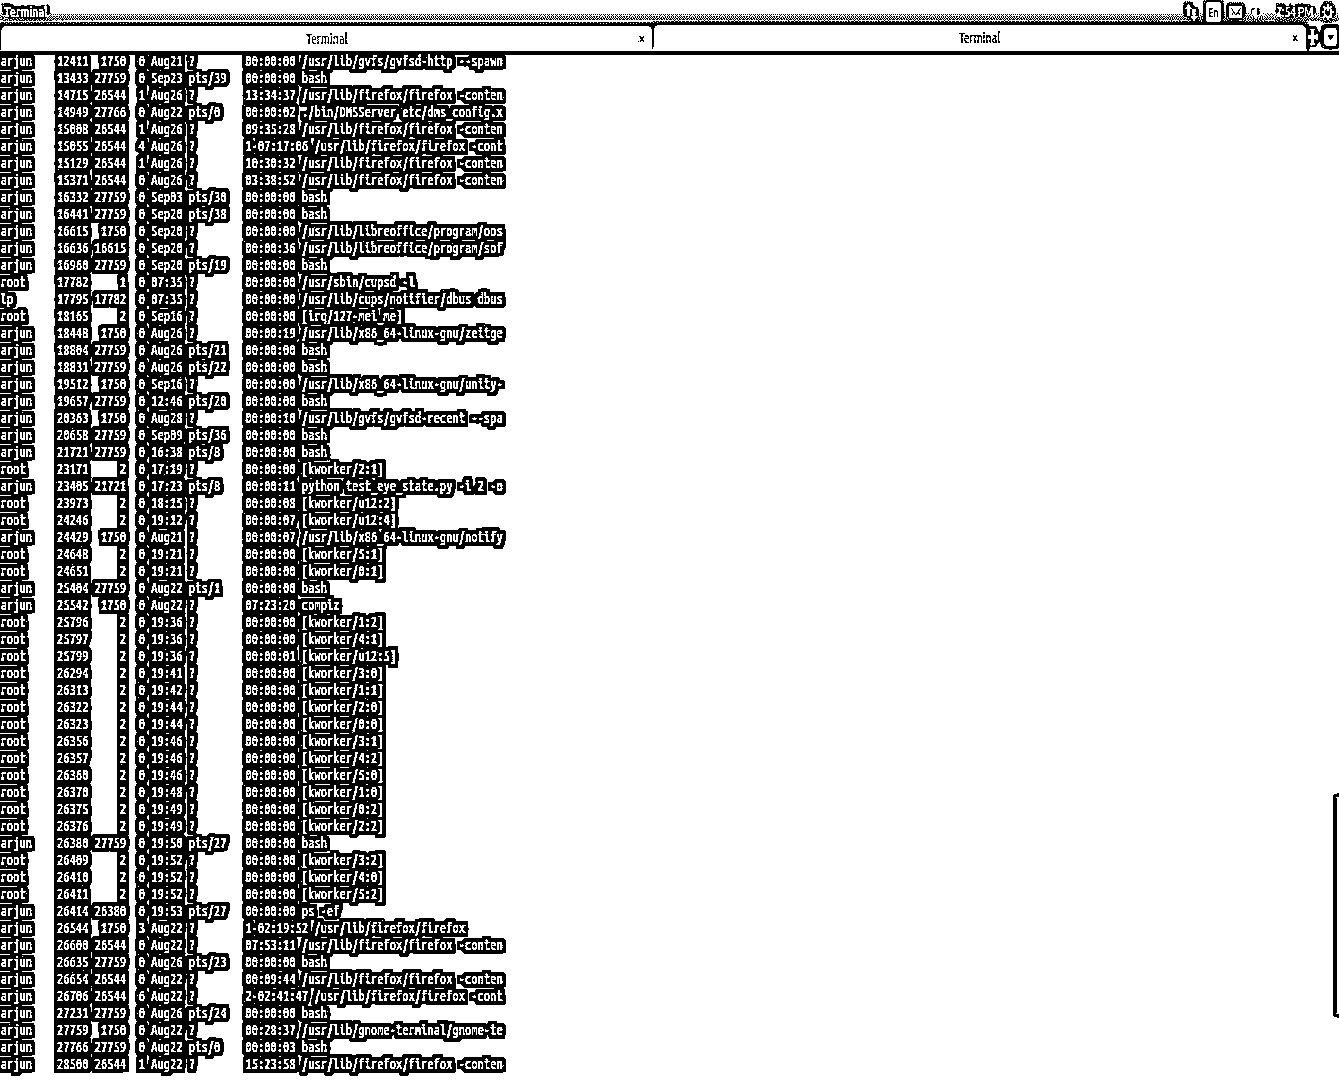 Terminal
En
Terminal x Terminal x
arjun 12411 1750 0 Aug21 ? 00:00:00 /usr/lib/gvfs/gvfsd-http --spawn
arjun 13433 27759 0 Sep23 pts/39 00:00:00 bash
arjun 14715 26544 1 Aug26 ? 13:34:37 /usr/lib/firefox/firefox -conten
arjun 14949 27766 0 Aug22 pts/0 00:00:02 ./bin/DMSServer etc/dms_config.x
arjun 15008 26544 1 Aug26 ? 09:35:28 /usr/lib/firefox/firefox -conten
arjun 15055 26544 4 Aug26 ? 1-07:17:06 /usr/lib/firefox/firefox -cont
arjun 15129 26544 1 Aug26 ? 10:30:32 /usr/lib/firefox/firefox -conten
arjun 15371 26544 0 Aug26 ? 03:38:52 /usr/lib/firefox/firefox -conten
arjun 16332 27759 0 Sep03 pts/30 00:00:00 bash
arjun 16441 27759 0 Sep20 pts/38 00:00:00 bash
arjun 16615 1750 0 Sep20 ? 00:00:00 /usr/lib/libreoffice/program/oos
arjun 16636 16615 0 Sep20 ? 00:00:36 /usr/lib/libreoffice/program/sof
arjun 16960 27759 0 Sep20 pts/19 00:00:00 bash
root 17782 1 0 07:35 ? 00:00:00 /usr/sbin/cupsd -l
lp 17795 17782 0 07:35 ? 00:00:00 /usr/lib/cups/notifier/dbus dbus
root 18165 2 0 Sep16 ? 00:00:00 [irq/127-mei_me]
arjun 18448 1750 0 Aug26 ? 00:00:19 /usr/lib/x86_64-linux-gnu/zeitge
arjun 18804 27759 0 Aug26 pts/21 00:00:00 bash
arjun 18831 27759 0 Aug26 pts/22 00:00:00 bash
arjun 19512 1750 0 Sep16 ? 00:00:00 /usr/lib/x86_64-linux-gnu/unity-
arjun 19657 27759 0 12:46 pts/20 00:00:00 bash
arjun 20363 1750 0 Aug28 ? 00:00:10 /usr/lib/gvfs/gvfsd-recent --spa
arjun 20658 27759 0 Sep09 pts/36 00:00:00 bash
arjun 21721 27759 0 16:38 pts/8 00:00:00 bash
root 23171 2 0 17:19 ? 00:00:00 [kworker/2:1]
arjun 23405 21721 0 17:23 pts/8 00:00:11 python test_eye_state.py -i 2 -o
root 23973 2 0 18:15 ? 00:00:08 [kworker/u12:2]
root 24246 2 0 19:12 ? 00:00:07 [kworker/u12:4]
arjun 24429 1750 0 Aug21 ? 00:00:07 /usr/lib/x86_64-linux-gnu/notify
root 24648 2 0 19:21 ? 00:00:00 [kworker/5:1]
root 24651 2 0 19:21 ? 00:00:00 [kworker/0:1]
arjun 25404 27759 0 Aug22 pts/1 00:00:00 bash
arjun 25542 1750 0 Aug22 ? 07:23:20 compiz
root 25796 2 0 19:36 ? 00:00:00 [kworker/1:2]
root 25797 2 0 19:36 ? 00:00:00 [kworker/4:1]
root 25799 2 0 19:36 ? 00:00:01 [kworker/u12:5]
root 26294 2 0 19:41 ? 00:00:00 [kworker/3:0]
root 26313 2 0 19:42 ? 00:00:00 [kworker/1:1]
root 26322 2 0 19:44 ? 00:00:00 [kworker/2:0]
root 26323 2 0 19:44 ? 00:00:00 [kworker/0:0]
root 26356 2 0 19:46 ? 00:00:00 [kworker/3:1]
root 26357 2 0 19:46 ? 00:00:00 [kworker/4:2]
root 26360 2 0 19:46 ? 00:00:00 [kworker/5:0]
root 26370 2 0 19:48 ? 00:00:00 [kworker/1:0]
root 26375 2 0 19:49 ? 00:00:00 [kworker/0:2]
root 26376 2 0 19:49 ? 00:00:00 [kworker/2:2]
arjun 26380 27759 0 19:50 pts/27 00:00:00 bash
root 26409 2 0 19:52 ? 00:00:00 [kworker/3:2]
root 26410 2 0 19:52 ? 00:00:00 [kworker/4:0]
root 26411 2 0 19:52 ? 00:00:00 [kworker/5:2]
arjun 26414 26380 0 19:53 pts/27 00:00:00 ps -ef
arjun 26544 1750 3 Aug22 ? 1-02:19:52 /usr/lib/firefox/firefox
arjun 26600 26544 0 Aug22 ? 07:53:11 /usr/lib/firefox/firefox -conten
arjun 26635 27759 0 Aug26 pts/23 00:00:00 bash
arjun 26654 26544 0 Aug22 ? 00:09:44 /usr/lib/firefox/firefox -conten
arjun 26706 26544 6 Aug22 ? 2-02:41:47 /usr/lib/firefox/firefox -cont
arjun 27231 27759 0 Aug26 pts/24 00:00:00 bash
arjun 27759 1750 0 Aug22 ? 00:28:37 /usr/lib/gnome-terminal/gnome-te
arjun 27766 27759 0 Aug22 pts/0 00:00:03 bash
arjun 28500 26544 1 Aug22 ? 15:23:58 /usr/lib/firefox/firefox -conten